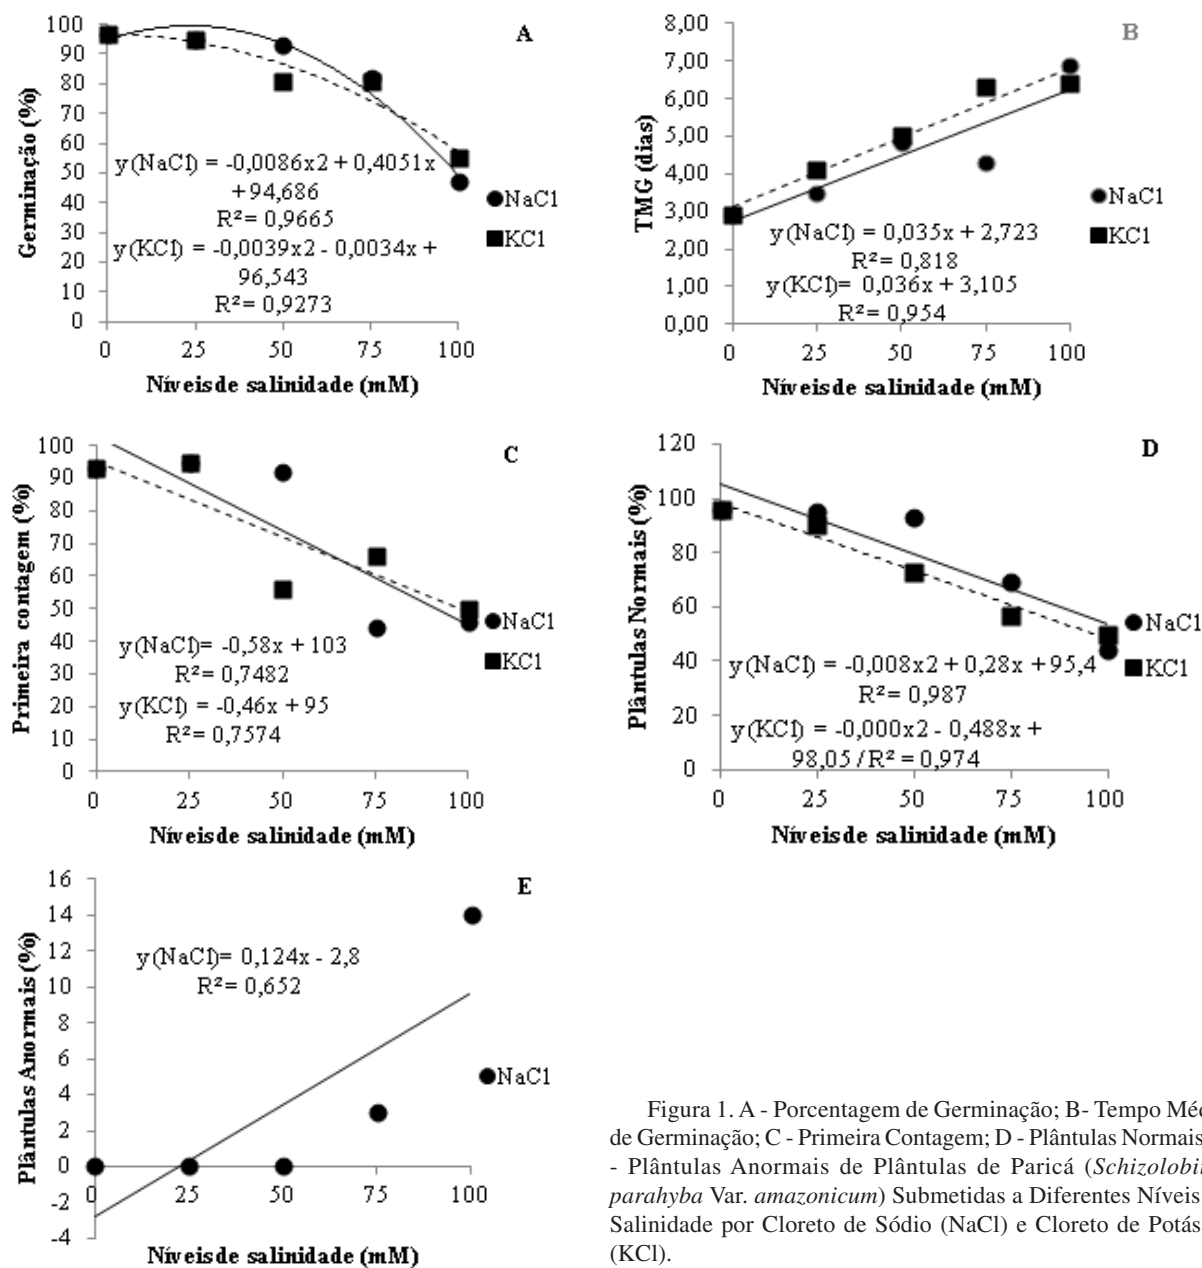 A
Germinação (%)
100
90
80
70
60
50
40
30
20
10
0
y(NaCl) = -0,0086x2 + 0,4051x
+ 94,686
R² = 0,9665
y(KCl) = -0,0039x2 - 0,0034x +
96,543
R² = 0,9273
NaCl
KCl
0 25 50 75 100
Níveis de salinidade (mM)
B
TMG (dias)
8,00
7,00
6,00
5,00
4,00
3,00
2,00
1,00
0,00
y(NaCl) = 0,035x + 2,723
R² = 0,818
y(KCl)= 0,036x + 3,105
R² = 0,954
NaCl
KCl
0 25 50 75 100
Níveis de salinidade (mM)
C
Primeira contagem (%)
100
90
80
70
60
50
40
30
20
10
0
y(NaCl)= -0,58x + 103
R² = 0,7482
y(KCl) = -0,46x + 95
R² = 0,7574
NaCl
KCl
0 25 50 75 100
Níveis de salinidade (mM)
D
Plântulas Normais (%)
120
100
80
60
40
20
0
y(NaCl) = -0,008x2 + 0,28x + 95,4
R² = 0,987
y(KCl) = -0,000x2 - 0,488x +
98,05 / R² = 0,974
NaCl
KCl
0 25 50 75 100
Níveis de salinidade (mM)
E
Plântulas Anormais (%)
16
14
12
10
8
6
4
2
0
-2
-4
y(NaCl)= 0,124x - 2,8
R² = 0,652
NaCl
0 25 50 75 100
Níveis de salinidade (mM)
Figura 1. A - Porcentagem de Germinação; B- Tempo Méd
de Germinação; C - Primeira Contagem; D - Plântulas Normais
- Plântulas Anormais de Plântulas de Paricá (Schizolobi
parahyba Var. amazonicum) Submetidas a Diferentes Níveis
Salinidade por Cloreto de Sódio (NaCl) e Cloreto de Potás
(KCl).